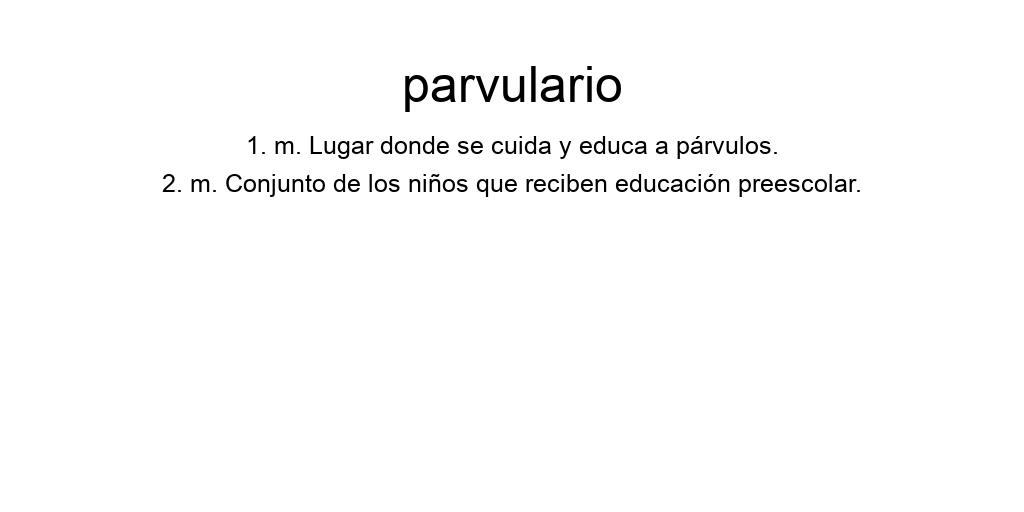 parvulario
1. m. Lugar donde se cuida y educa a párvulos.
2. m. Conjunto de los niños que reciben educación preescolar.